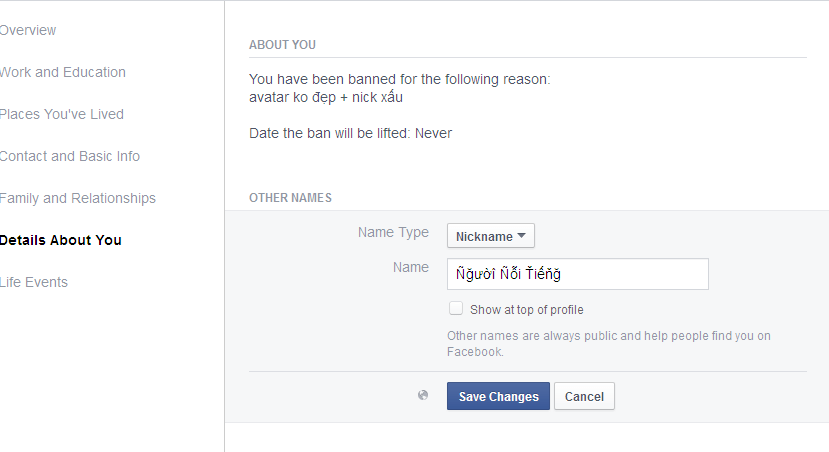 Overview
Work and Education
Places You've Lived
Contact and Basic Info
Family and Relationships
Details About You
Life Events
ABOUT YOU
You have been banned for the following reason:
avatar ko đẹp + nick xấu
Date the ban will be lifted: Never
OTHER NAMES
Name Type Nickname
Name Ñğườî Ñỗi Ťiếňğ
Show at top of profile
Other names are always public and help people find you on
Facebook.
Save Changes Cancel